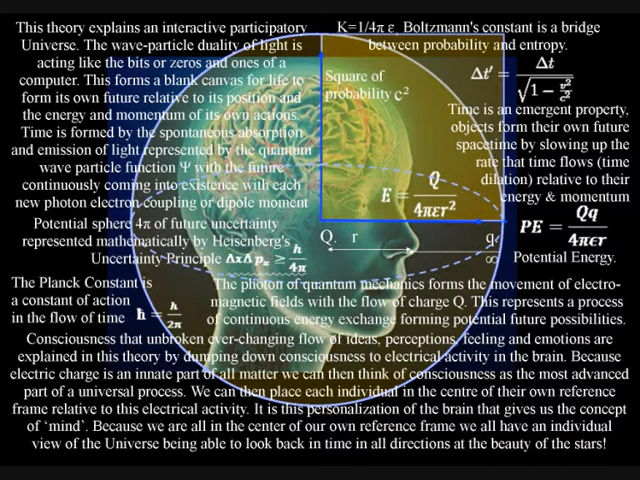 This theory explains an interactive participatory
Universe. The wave-particle duality of light is
acting like the bits or zeros and ones of a
computer. This forms a blank canvas for life to
form its own future relative to its position and
the energy and momentum of its own actions.
Time is formed by the spontaneous absorption
and emission of light represented by the quantum
wave particle function Ψ with the future
continuously coming into existence with each
new photon electron coupling or dipole moment
Potential sphere 4π of future uncertainty
represented mathematically by Heisenberg's
Uncertainty Principle ΔxΔpₓ ≥ h/4π
The Planck Constant is
a constant of action
in the flow of time ħ = h/2π
K=1/4π ε. Boltzmann's constant is a bridge
between probability and entropy.
Δt′ = Δt/√(1 − v²/c²)
Square of
probability c²
Time is an emergent property,
objects form their own future
spacetime by slowing up the
rate that time flows (time
dilation) relative to their
energy & momentum
E = Q/4πεr²
PE = Qq/4πϵr
Potential Energy.
Q. r q
∞
The photon of quantum mechanics forms the movement of electro-
magnetic fields with the flow of charge Q. This represents a process
of continuous energy exchange forming potential future possibilities.
Consciousness that unbroken ever-changing flow of ideas, perceptions, feeling and emotions are
explained in this theory by dumping down consciousness to electrical activity in the brain. Because
electric charge is an innate part of all matter we can then think of consciousness as the most advanced
part of a universal process. We can then place each individual in the centre of their own reference
frame relative to this electrical activity. It is this personalization of the brain that gives us the concept
of ‘mind’. Because we are all in the center of our own reference frame we all have an individual
view of the Universe being able to look back in time in all directions at the beauty of the stars!